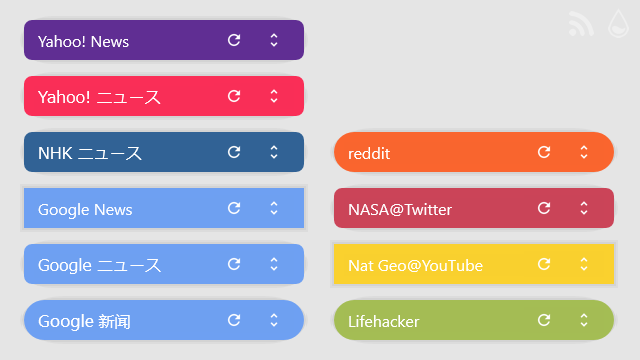 Yahoo! News
Yahoo! ニュース
NHK ニュース
Google News
Google ニュース
Google 新闻
reddit
NASA@Twitter
Nat Geo@YouTube
Lifehacker